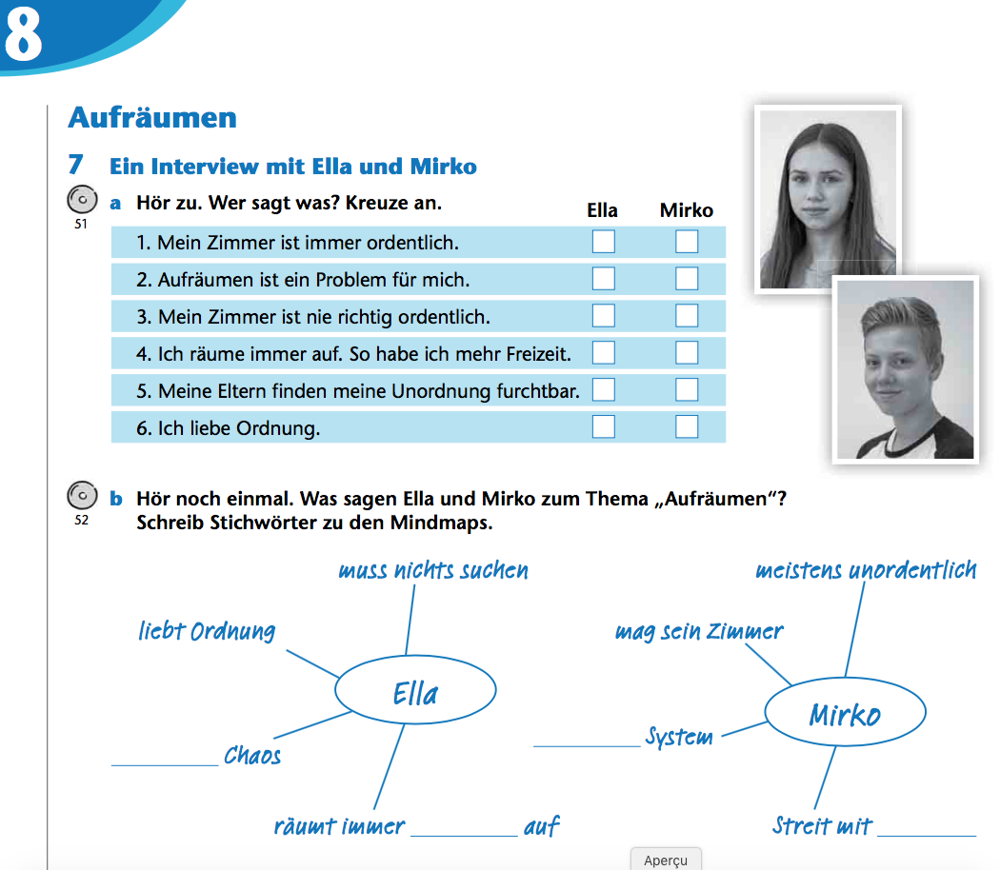 8
Aufräumen
7 Ein Interview mit Ella und Mirko
a Hör zu. Wer sagt was? Kreuze an.
51
Ella Mirko
1. Mein Zimmer ist immer ordentlich.
2. Aufräumen ist ein Problem für mich.
3. Mein Zimmer ist nie richtig ordentlich.
4. Ich räume immer auf. So habe ich mehr Freizeit.
5. Meine Eltern finden meine Unordnung furchtbar.
6. Ich liebe Ordnung.
b Hör noch einmal. Was sagen Ella und Mirko zum Thema „Aufräumen“?
52
Schreib Stichwörter zu den Mindmaps.
muss nichts suchen
liebt Ordnung
Ella
__________ Chaos
räumt immer __________ auf
meistens unordentlich
mag sein Zimmer
Mirko
__________ System
Streit mit __________
Aperçu